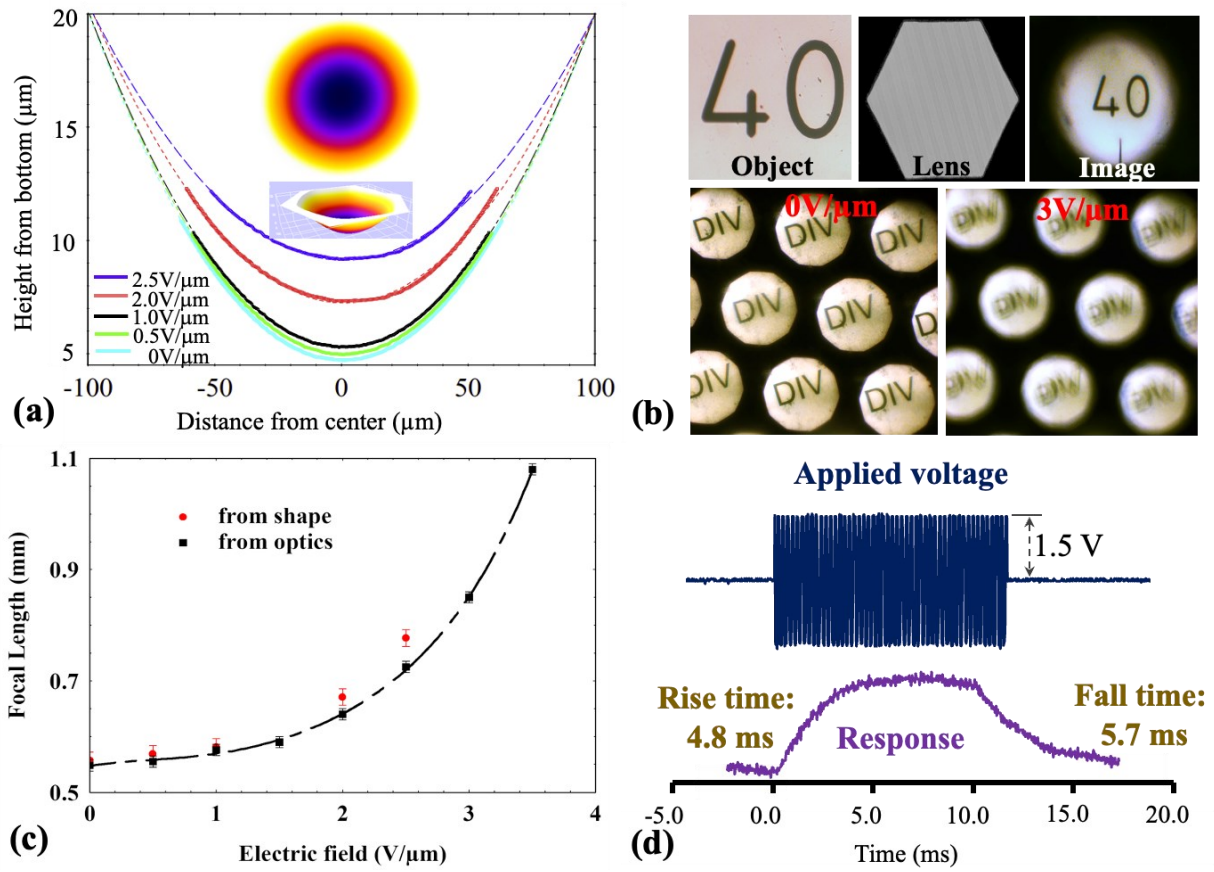 20
15
10
5
Height from bottom (µm)
2.5V/µm
2.0V/µm
1.0V/µm
0.5V/µm
0V/µm
-100
-50
0
50
100
Distance from center (µm)
(a)
40
Object
Lens
40
Image
0V/µm
DIV
DIV
DIV
DIV
DIV
DIV
DIV
DIV
3V/µm
(b)
1.1
0.9
0.7
0.5
Focal Length (mm)
from shape
from optics
0
1
2
3
4
Electric field (V/µm)
(c)
Applied voltage
1.5 V
Rise time:
4.8 ms
Response
Fall time:
5.7 ms
-5.0
0.0
5.0
10.0
15.0
20.0
Time (ms)
(d)